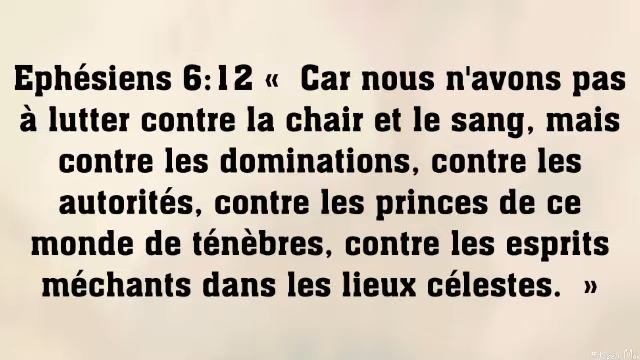 Ephésiens 6:12 «  Car nous n'avons pas
à lutter contre la chair et le sang, mais
contre les dominations, contre les
autorités, contre les princes de ce
monde de ténèbres, contre les esprits
méchants dans les lieux célestes.  »